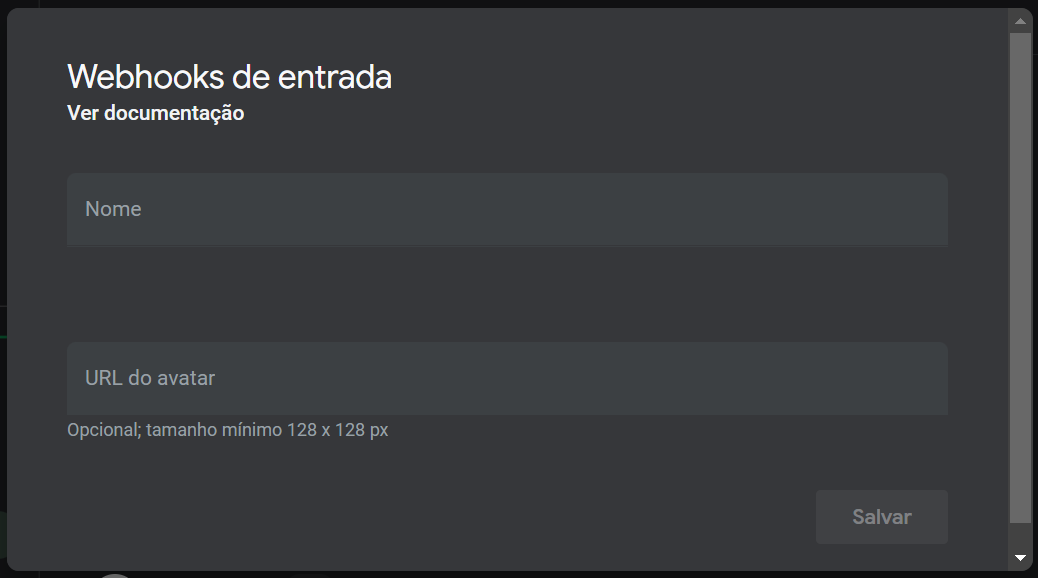 Webhooks de entrada
Ver documentação
Nome
URL do avatar
Opcional; tamanho mínimo 128 x 128 px
Salvar